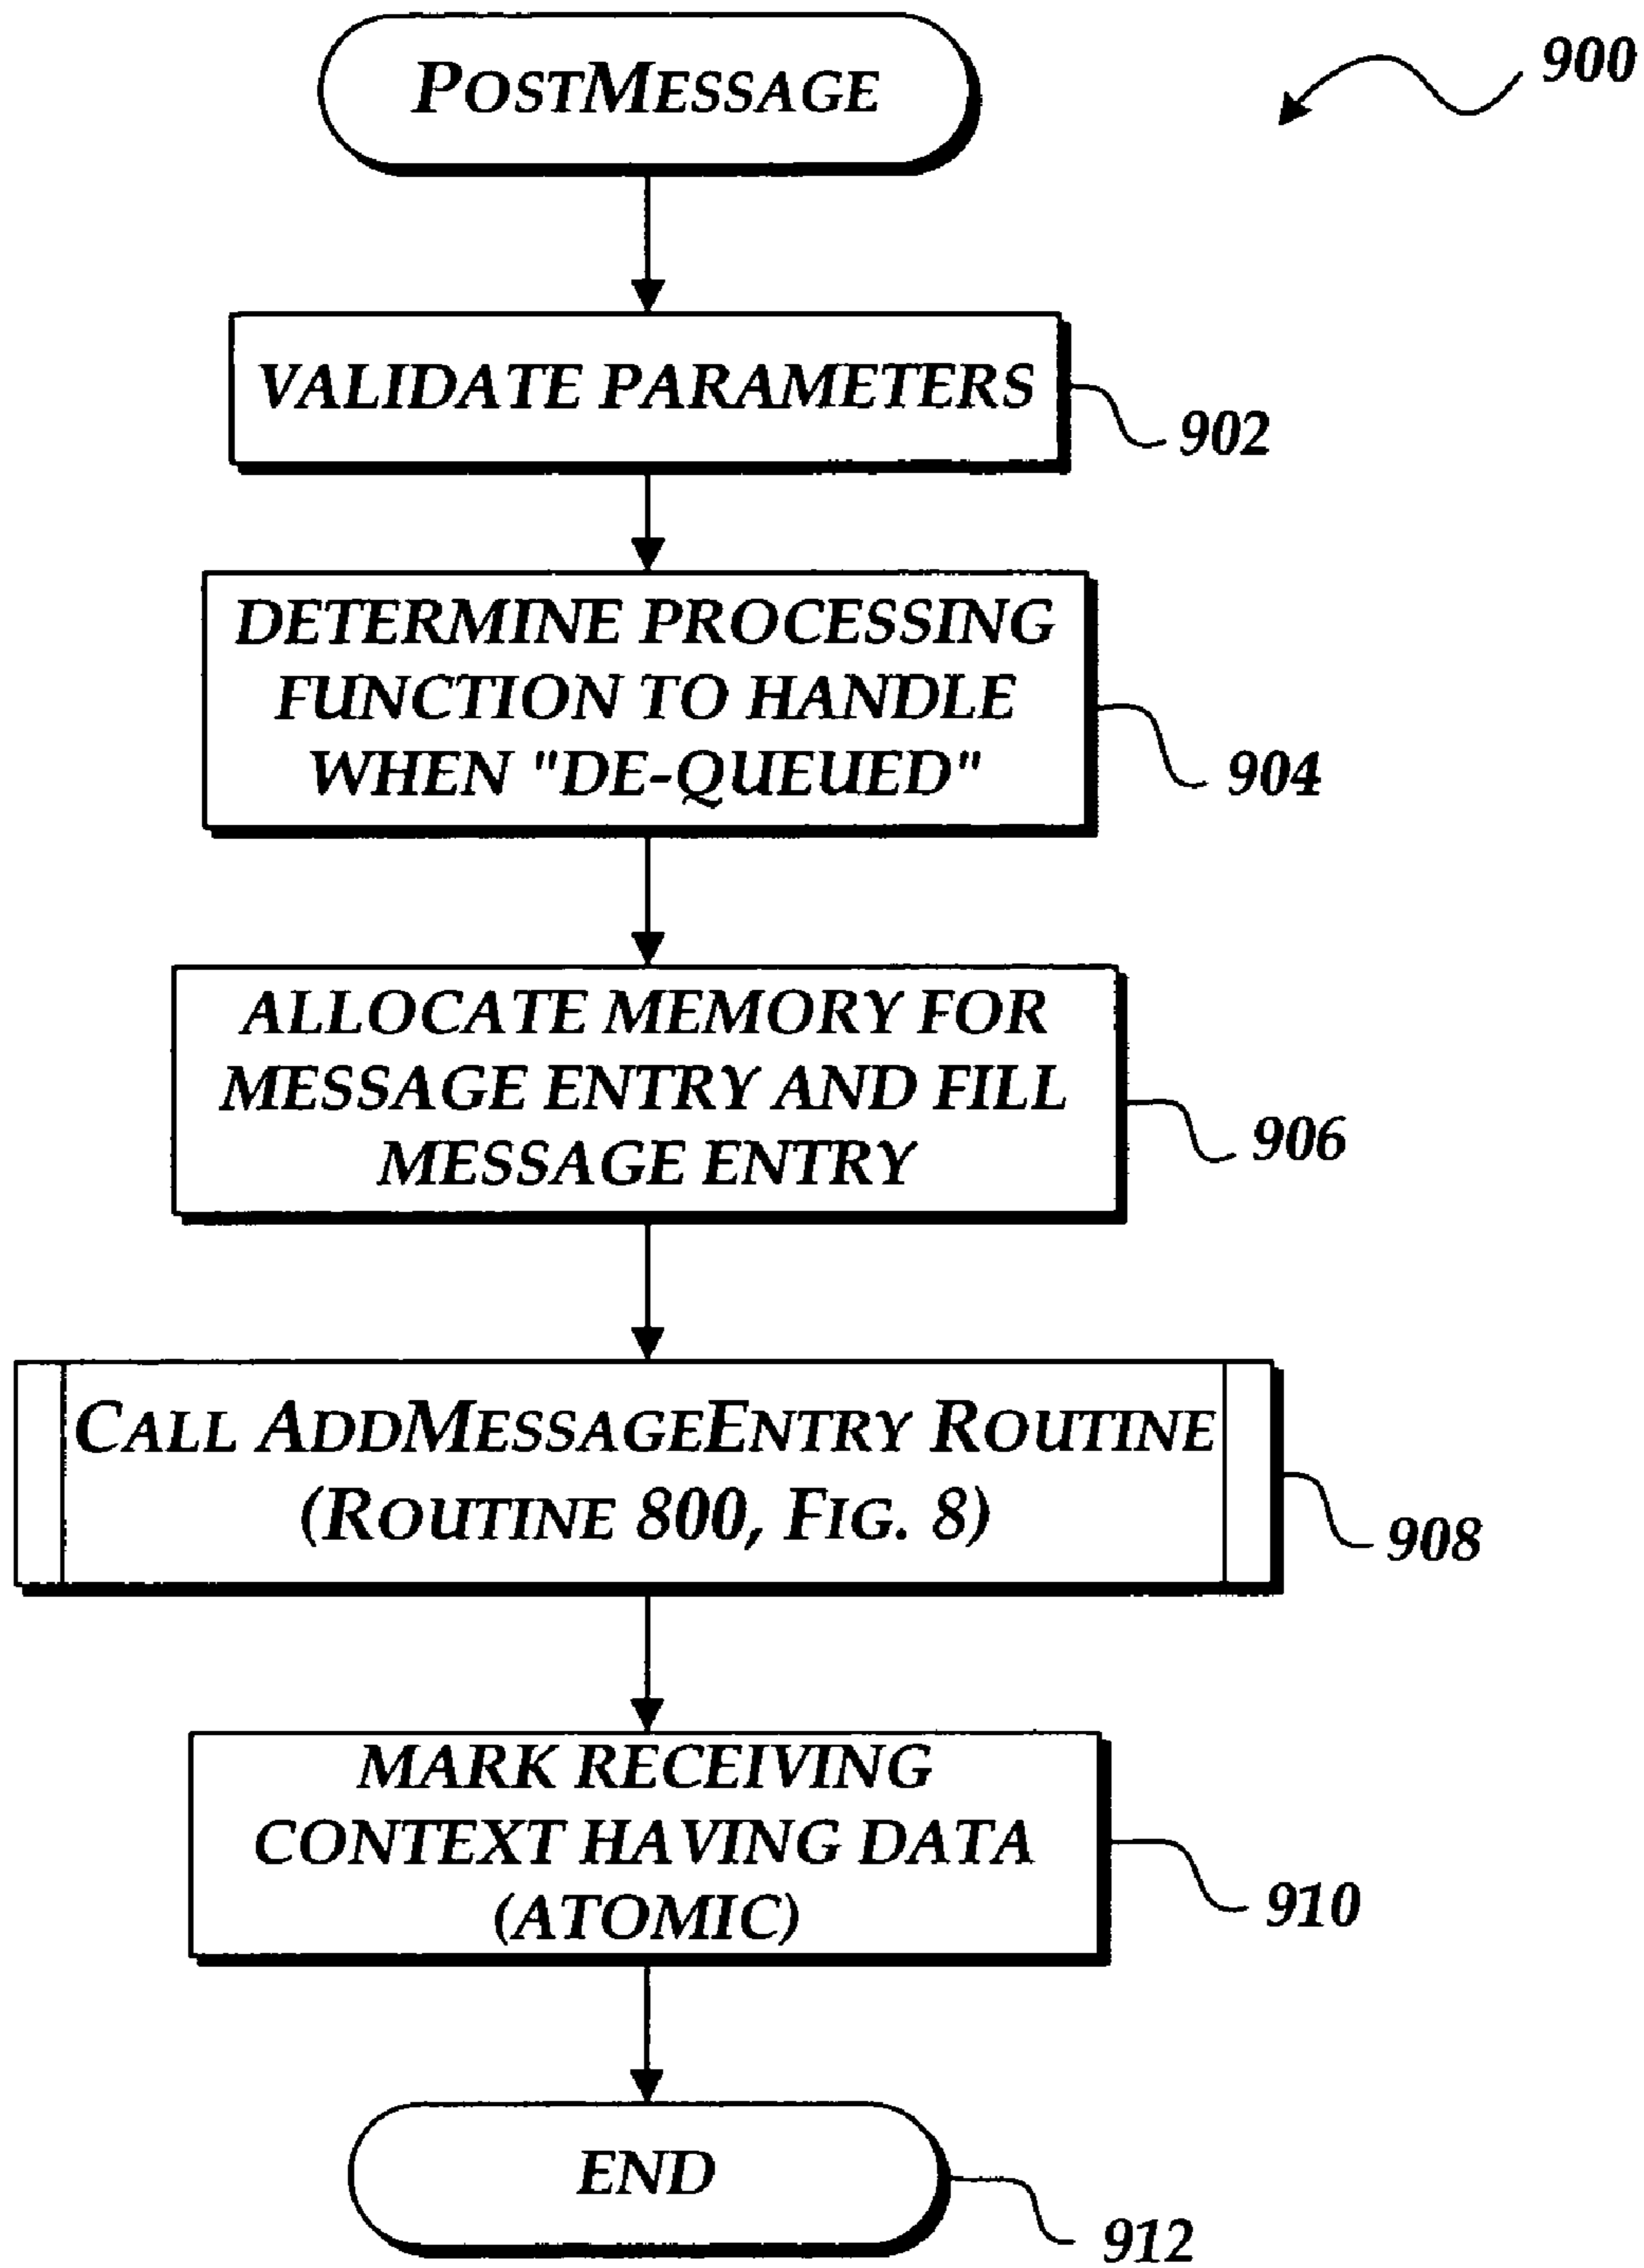 POSTMESSAGE
900
VALIDATE PARAMETERS
902
DETERMINE PROCESSING
FUNCTION TO HANDLE
WHEN "DE-QUEUED"
904
ALLOCATE MEMORY FOR
MESSAGE ENTRY AND FILL
MESSAGE ENTRY
906
CALL ADDMESSAGEENTRY ROUTINE
(ROUTINE 800, FIG. 8)
908
MARK RECEIVING
CONTEXT HAVING DATA
(ATOMIC)
910
END
912